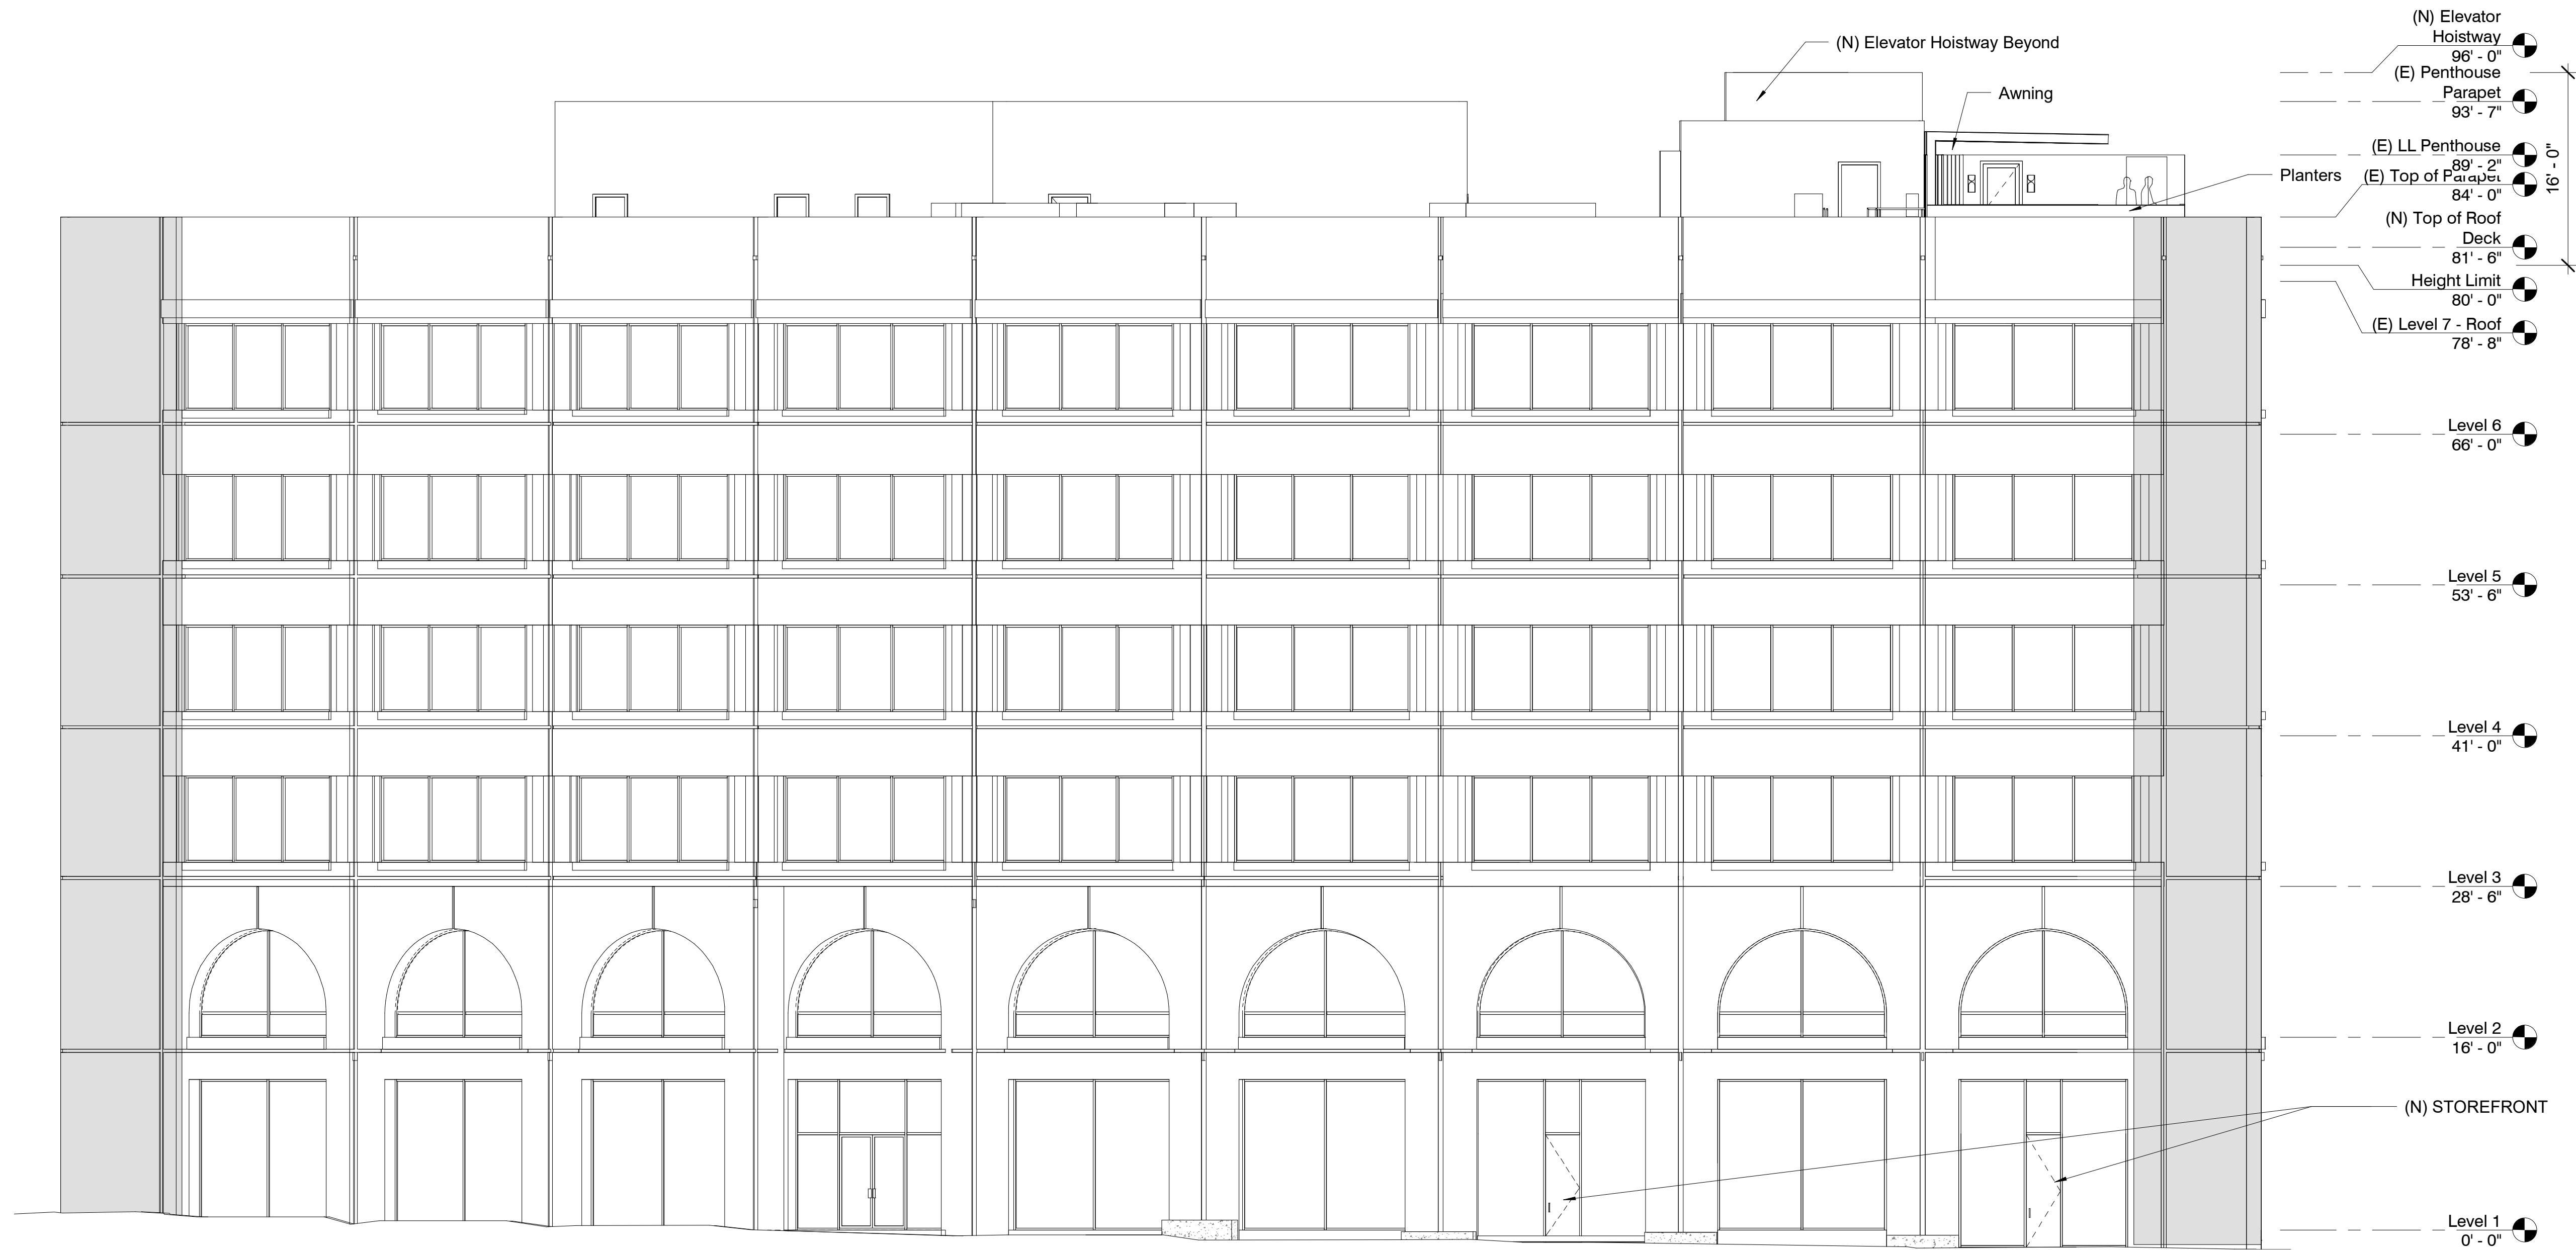 (N) Elevator
Hoistway
96' - 0"
(N) Elevator Hoistway Beyond
(E) Penthouse
Parapet
93' - 7"
Awning
(E) LL Penthouse
89' - 2"
16' - 0"
Planters
(E) Top of Parapet
84' - 0"
(N) Top of Roof
Deck
81' - 6"
Height Limit
80' - 0"
(E) Level 7 - Roof
78' - 8"
Level 6
66' - 0"
Level 5
53' - 6"
Level 4
41' - 0"
Level 3
28' - 6"
Level 2
16' - 0"
(N) STOREFRONT
Level 1
0' - 0"